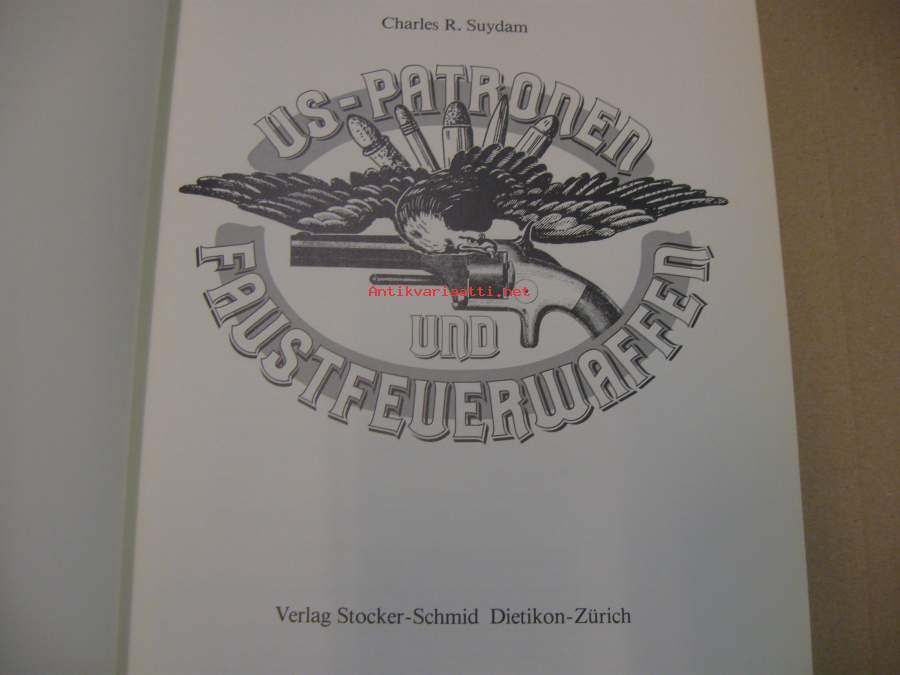 Charles R. Suydam
US-PATRONEN
Antikvariaatti.net
UND
FAUSTFEUERWAFFEN
Verlag Stocker-Schmid Dietikon-Zürich